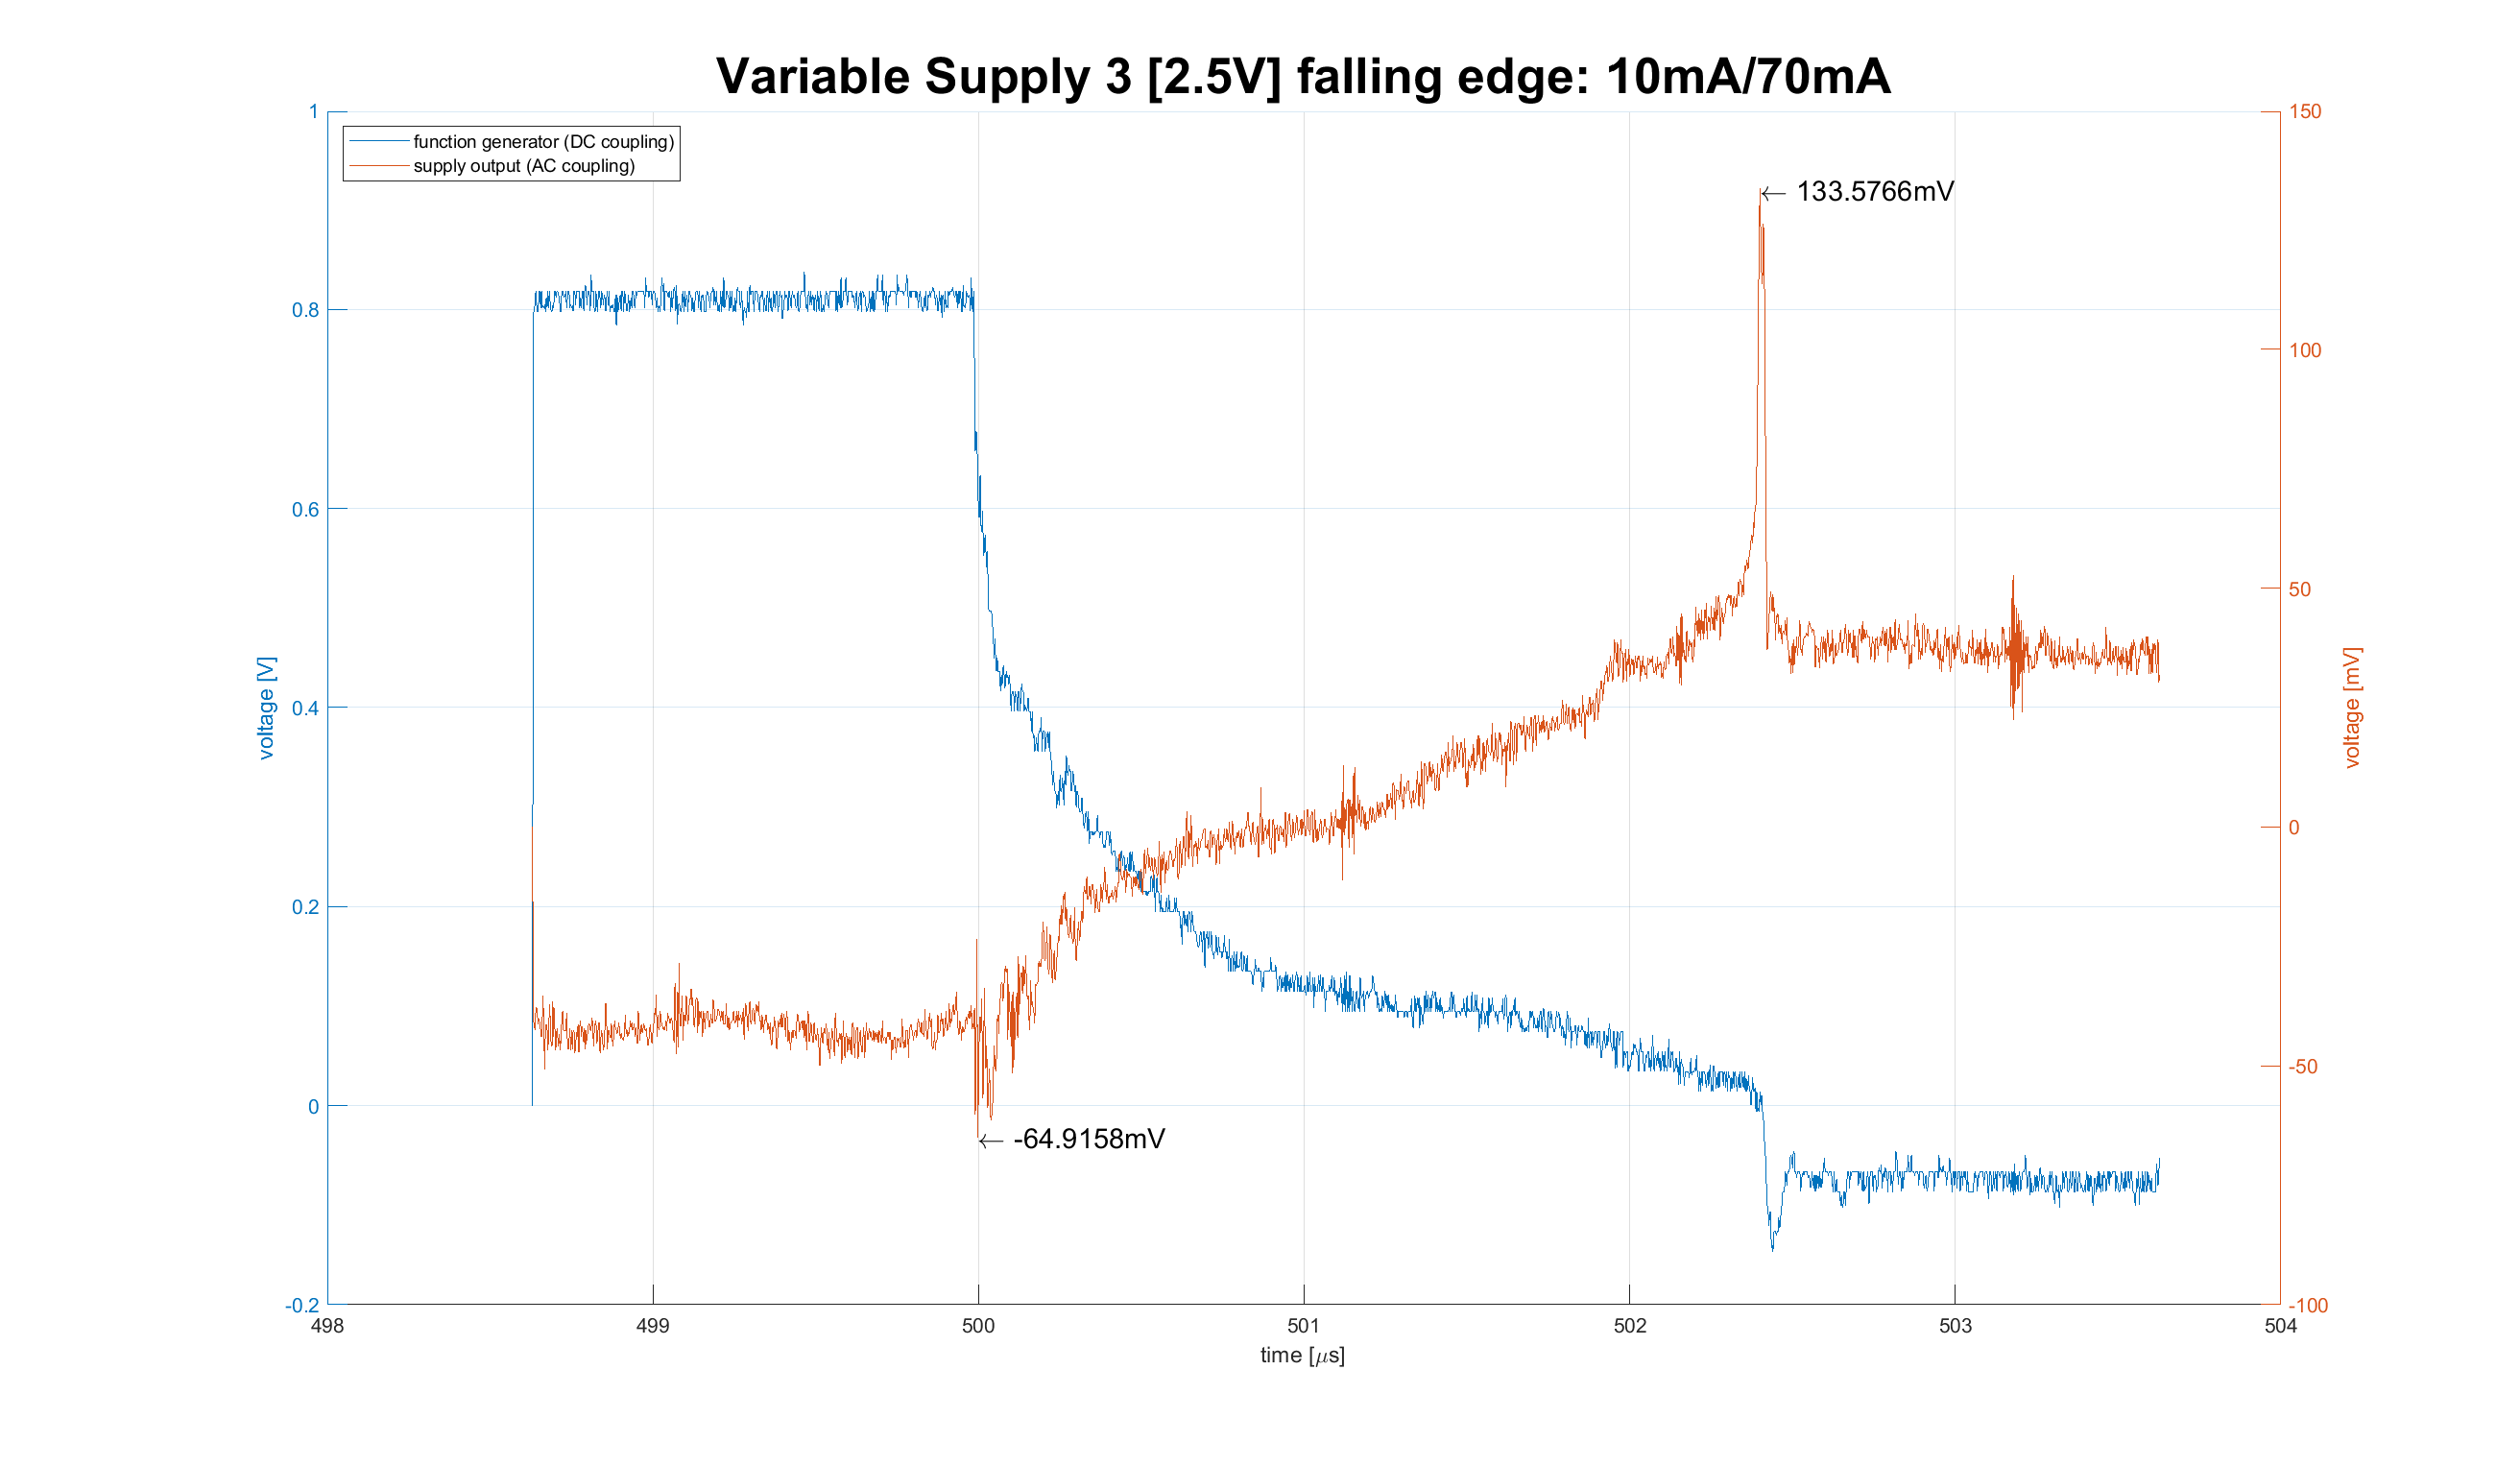 Variable Supply 3 [2.5V] falling edge: 10mA/70mA
function generator (DC coupling)
supply output (AC coupling)
133.5766mV
-64.9158mV
1
0.8
0.6
0.4
0.2
0
-0.2
voltage [V]
150
100
50
0
-50
-100
voltage [mV]
498 499 500 501 502 503 504
time [μs]